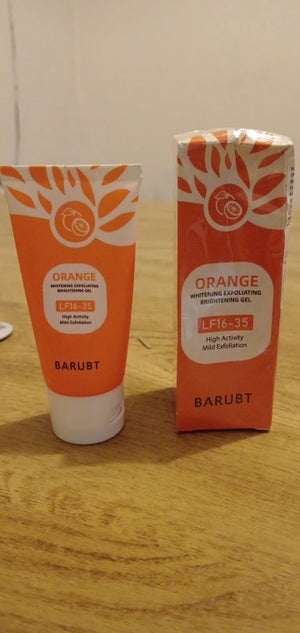 ORANGE
WHITENING EXFOLIATING
BRIGHTENING GEL
LF16-35
High Activity
Mild Exfoliation
BARUBT
ORANGE
WHITENING EXFOLIATING
BRIGHTENING GEL
LF16-35
High Activity
Mild Exfoliation
BARUBT